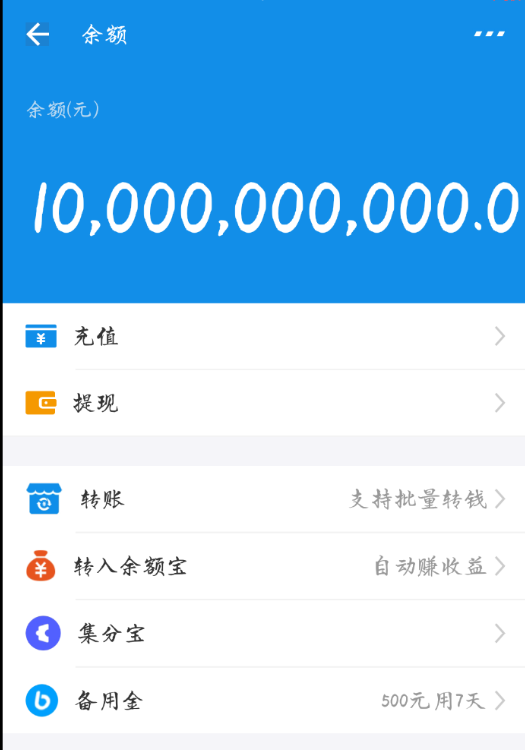 余额
余额(元)
10,000,000,000.0
充值
提现
转账 支持批量转钱
转入余额宝 自动赚收益
集分宝
备用金 500元用7天